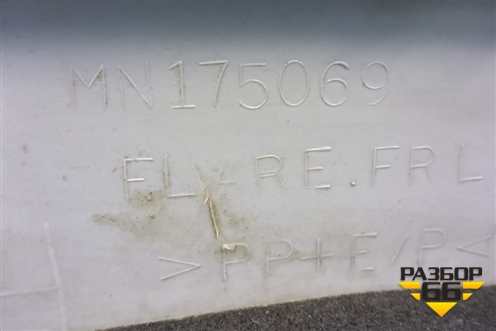 MN175069
FLARE.FRL
>PP+E/P<
РАЗБОР
66